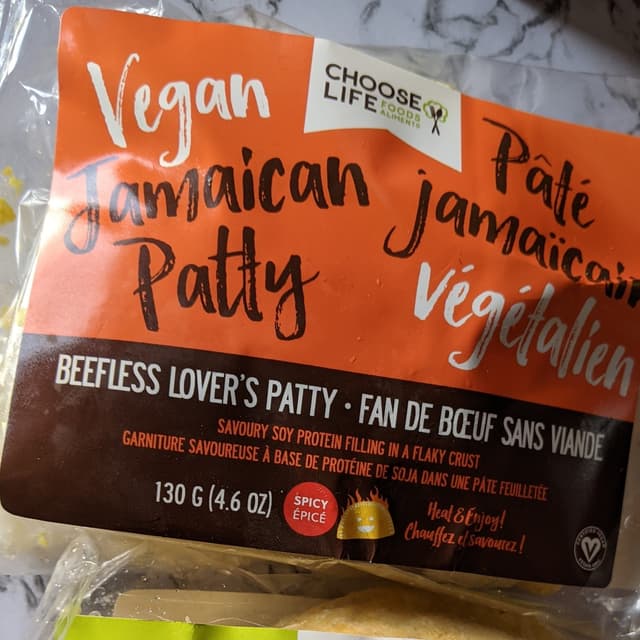 Vegan
Jamaican
Patty
CHOOSE
LIFE FOODS
ALIMENTS
Pâté
jamaïcain
Végétalien
BEEFLESS LOVER'S PATTY • FAN DE BŒUF SANS VIANDE
SAVOURY SOY PROTEIN FILLING IN A FLAKY CRUST
GARNITURE SAVOUREUSE À BASE DE PROTÉINE DE SOJA DANS UNE PÂTE FEUILLETÉE
130 G (4.6 OZ)
SPICY
ÉPICÉ
Heat & Enjoy!
Chauffez et savourez!